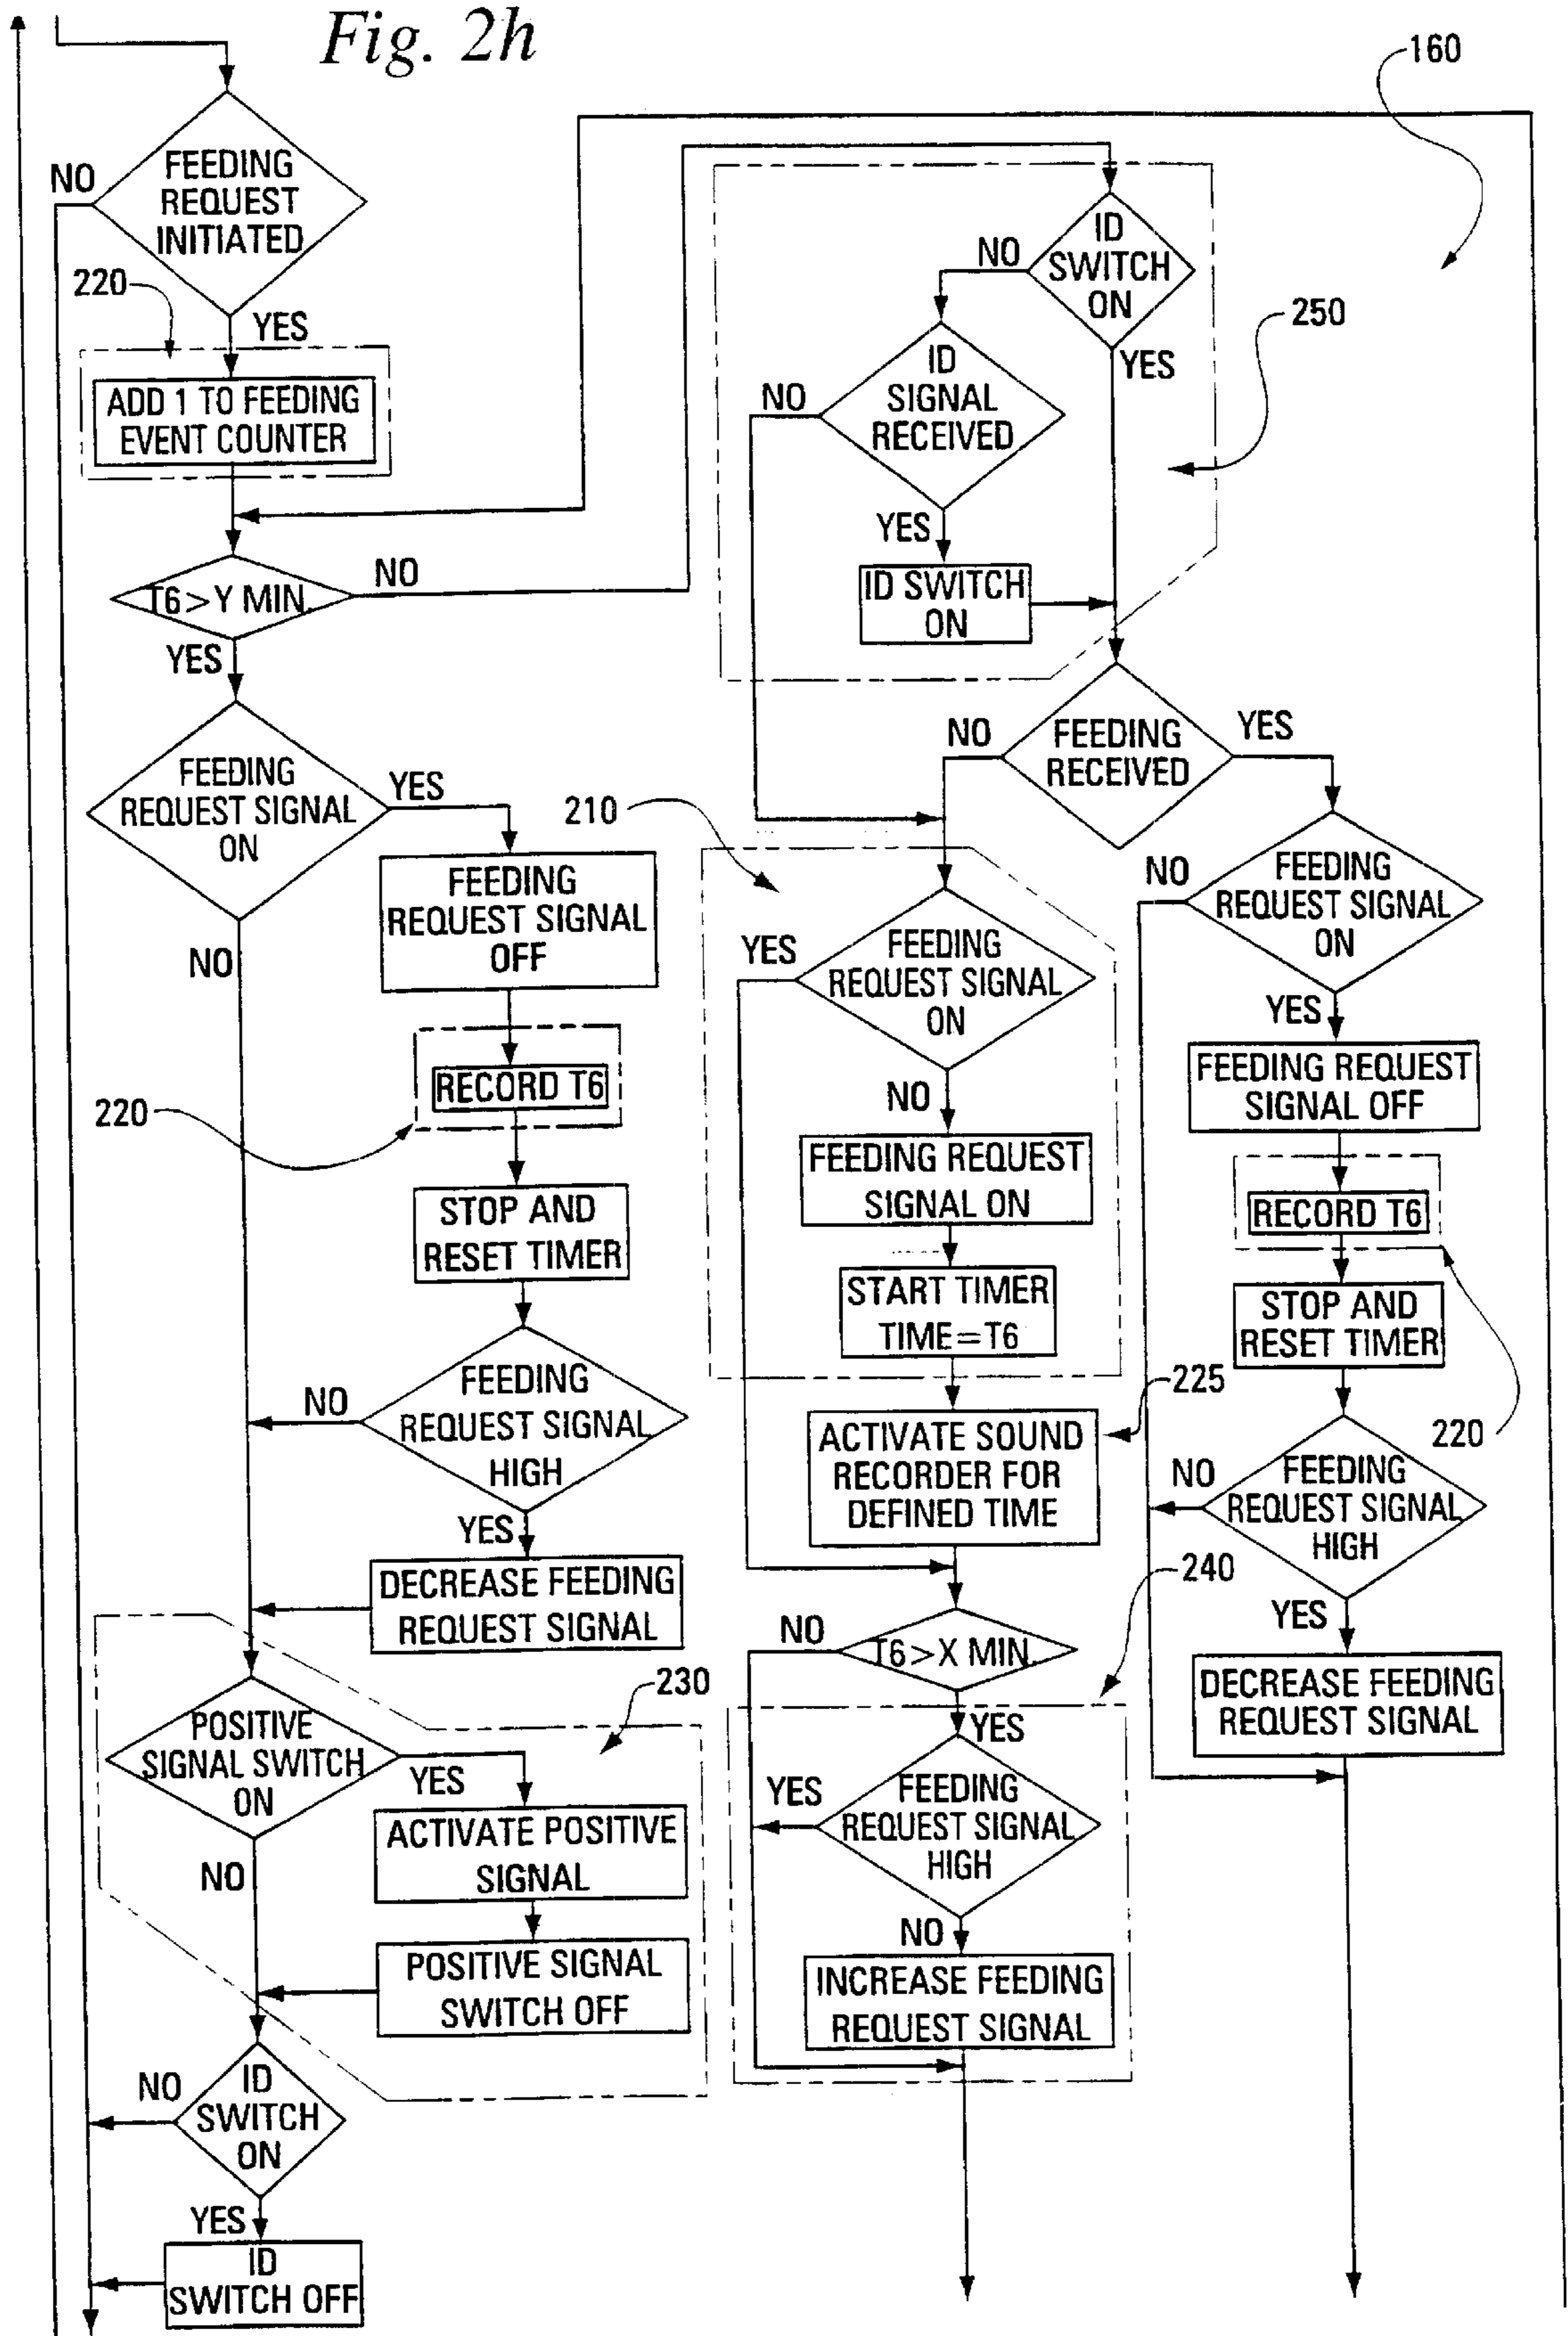 Fig. 2h
160
FEEDING
REQUEST
INITIATED
NO
YES
220
ADD 1 TO FEEDING
EVENT COUNTER
T6>Y MIN.
NO
YES
FEEDING
REQUEST SIGNAL
ON
YES
NO
FEEDING
REQUEST SIGNAL
OFF
RECORD T6
220
STOP AND
RESET TIMER
FEEDING
REQUEST SIGNAL
HIGH
NO
YES
DECREASE FEEDING
REQUEST SIGNAL
230
POSITIVE
SIGNAL SWITCH
ON
YES
NO
ACTIVATE POSITIVE
SIGNAL
POSITIVE SIGNAL
SWITCH OFF
ID
SWITCH
ON
NO
YES
ID
SWITCH OFF
ID
SWITCH
ON
NO
YES
250
ID
SIGNAL
RECEIVED
NO
YES
ID SWITCH
ON
FEEDING
RECEIVED
NO
YES
210
FEEDING
REQUEST SIGNAL
ON
YES
NO
FEEDING REQUEST
SIGNAL ON
START TIMER
TIME=T6
225
ACTIVATE SOUND
RECORDER FOR
DEFINED TIME
240
T6>X MIN.
NO
YES
FEEDING
REQUEST SIGNAL
HIGH
YES
NO
INCREASE FEEDING
REQUEST SIGNAL
FEEDING
REQUEST SIGNAL
ON
NO
YES
FEEDING REQUEST
SIGNAL OFF
RECORD T6
220
STOP AND
RESET TIMER
FEEDING
REQUEST SIGNAL
HIGH
NO
YES
DECREASE FEEDING
REQUEST SIGNAL